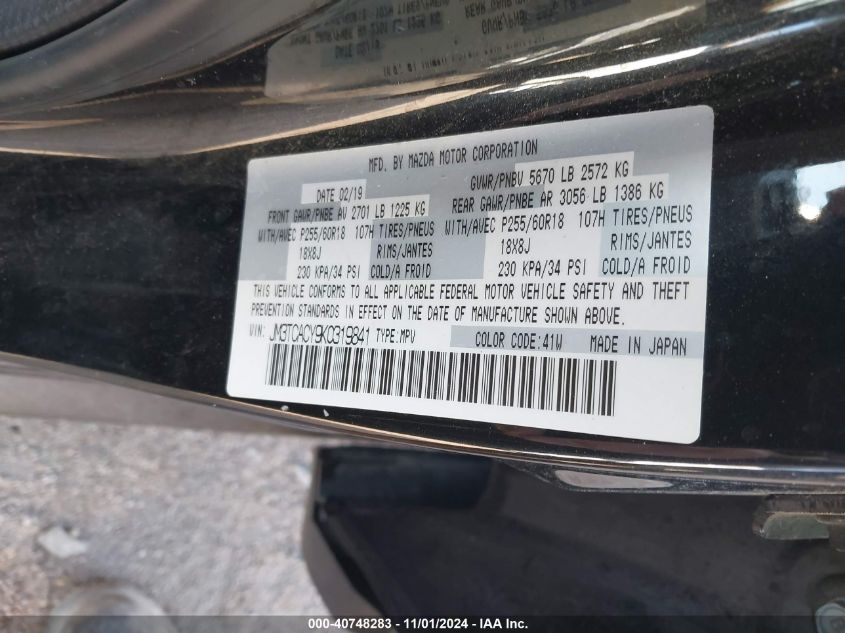 MFD. BY MAZDA MOTOR CORPORATION
DATE 02/19 GVWR/PNBV 5670 LB 2572 KG
FRONT GAWR/PNBE AV 2701 LB 1225 KG REAR GAWR/PNBE AR 3056 LB 1386 KG
WITH/AVEC P255/60R18 107H TIRES/PNEUS WITH/AVEC P255/60R18 107H TIRES/PNEUS
18X8J RIMS/JANTES 18X8J RIMS/JANTES
230 KPA/34 PSI COLD/A FROID 230 KPA/34 PSI COLD/A FROID
THIS VEHICLE CONFORMS TO ALL APPLICABLE FEDERAL MOTOR VEHICLE SAFETY AND THEFT
PREVENTION STANDARDS IN EFFECT ON THE DATE OF MANUFACTURE SHOWN ABOVE.
VIN: JM3TCACY9K0319841 TYPE:MPV COLOR CODE:41W MADE IN JAPAN
000-40748283 - 11/01/2024 - IAA Inc.